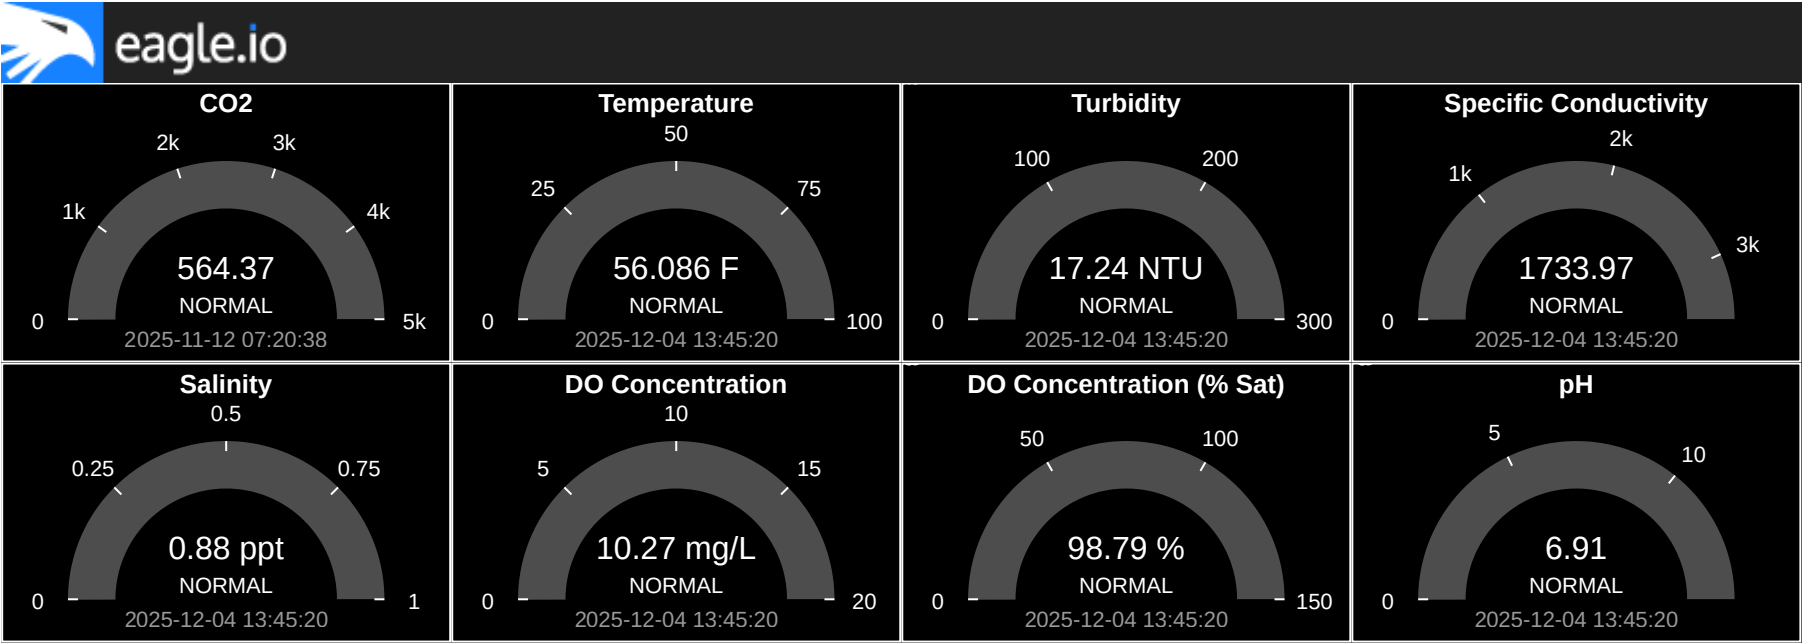 eagle.io
CO2
2k
3k
1k
4k
564.37
NORMAL
0
5k
2025-11-12 07:20:38
Temperature
50
25
75
56.086 F
NORMAL
0
100
2025-12-04 13:45:20
Turbidity
100
200
17.24 NTU
NORMAL
0
300
2025-12-04 13:45:20
Specific Conductivity
2k
1k
3k
1733.97
NORMAL
0
2025-12-04 13:45:20
Salinity
0.5
0.25
0.75
0.88 ppt
NORMAL
0
1
2025-12-04 13:45:20
DO Concentration
10
5
15
10.27 mg/L
NORMAL
0
20
2025-12-04 13:45:20
DO Concentration (% Sat)
50
100
98.79 %
NORMAL
0
150
2025-12-04 13:45:20
pH
5
10
6.91
NORMAL
0
2025-12-04 13:45:20